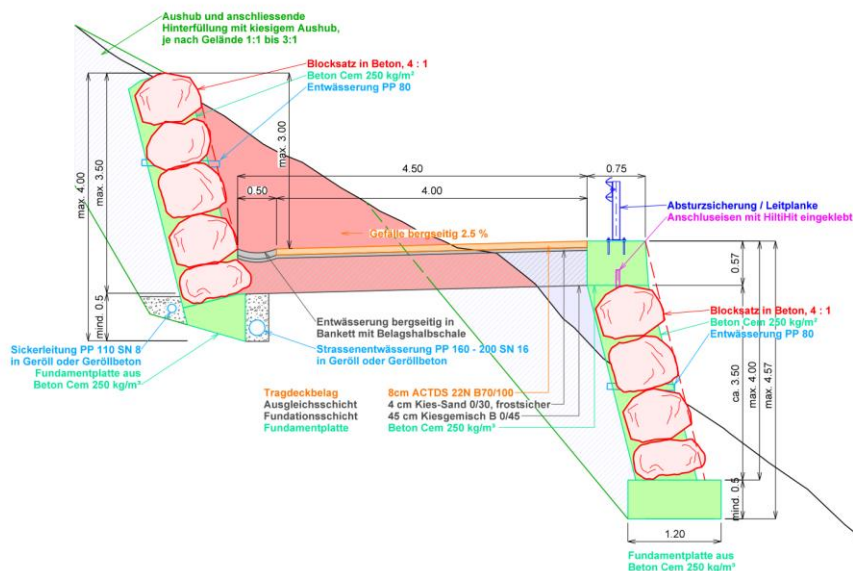 Aushub und anschliessende
Hinterfüllung mit kiesigem Aushub,
je nach Gelände 1:1 bis 3:1
Blocksatz in Beton, 4 : 1
Beton Cem 250 kg/m³
Entwässerung PP 80
max. 4.00
max. 3.50
max. 3.00
4.50
0.75
0.50
4.00
Absturzsicherung / Leitplanke
Anschluseisen mit HiltiHit eingeklebt
Gefälle bergseitig 2.5 %
0.57
mind. 0.5
Entwässerung bergseitig in
Bankett mit Belagshalbschale
Blocksatz in Beton, 4 : 1
Beton Cem 250 kg/m³
Entwässerung PP 80
Sickerleitung PP 110 SN 8
in Geröll oder Geröllbeton
Fundamentplatte aus
Beton Cem 250 kg/m³
Strassenentwässerung PP 160 - 200 SN 16
in Geröll oder Geröllbeton
Tragdeckbelag 8cm ACTDS 22N B70/100
Ausgleichsschicht 4 cm Kies-Sand 0/30, frostsicher
Fundationsschicht 45 cm Kiesgemisch B 0/45
Fundamentplatte Beton Cem 250 kg/m³
ca. 3.50
max. 4.00
max. 4.57
mind. 0.5
1.20
Fundamentplatte aus
Beton Cem 250 kg/m³